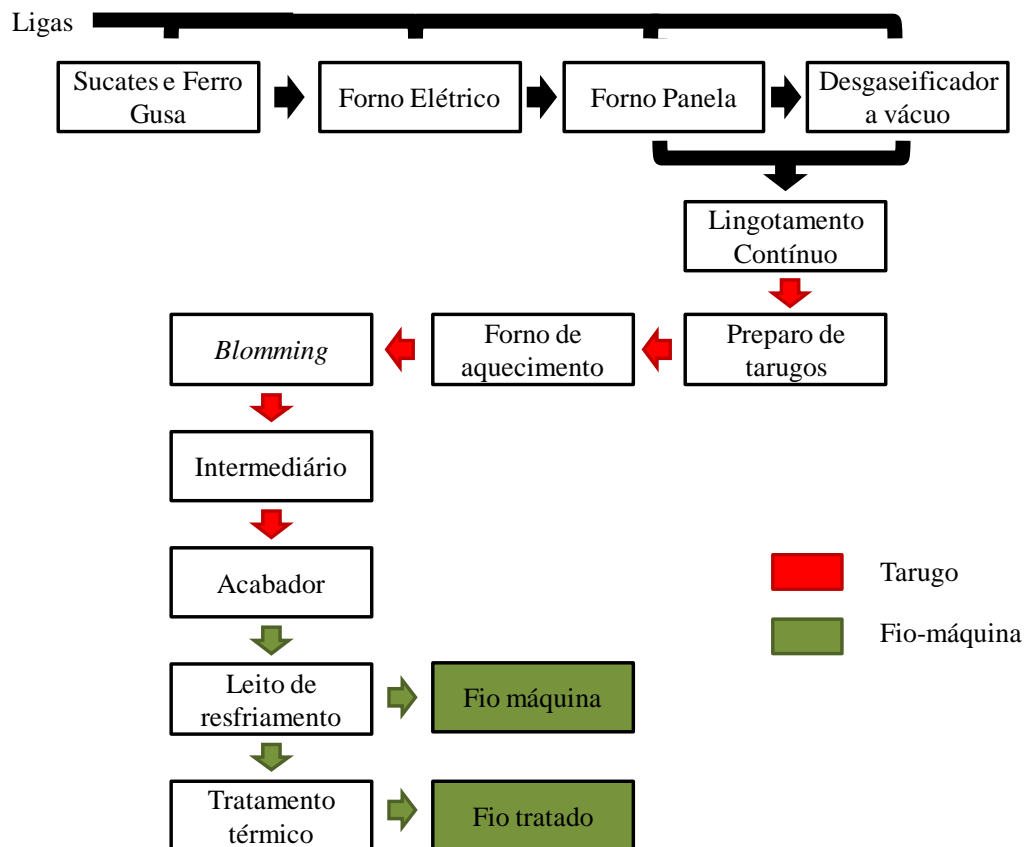 Ligas
Sucates e Ferro
Gusa
Forno Elétrico
Forno Panela
Desgaseificador
a vácuo
Lingotamento
Contínuo
Blomming
Forno de
aquecimento
Preparo de
tarugos
Intermediário
Acabador
Tarugo
Fio-máquina
Leito de
resfriamento
Fio máquina
Tratamento
térmico
Fio tratado